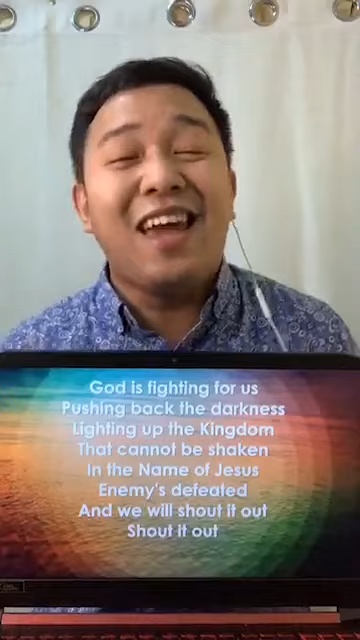 God is fighting for us
Pushing back the darkness
Lighting up the Kingdom
That cannot be shaken
In the Name of Jesus
Enemy's defeated
And we will shout it out
Shout it out